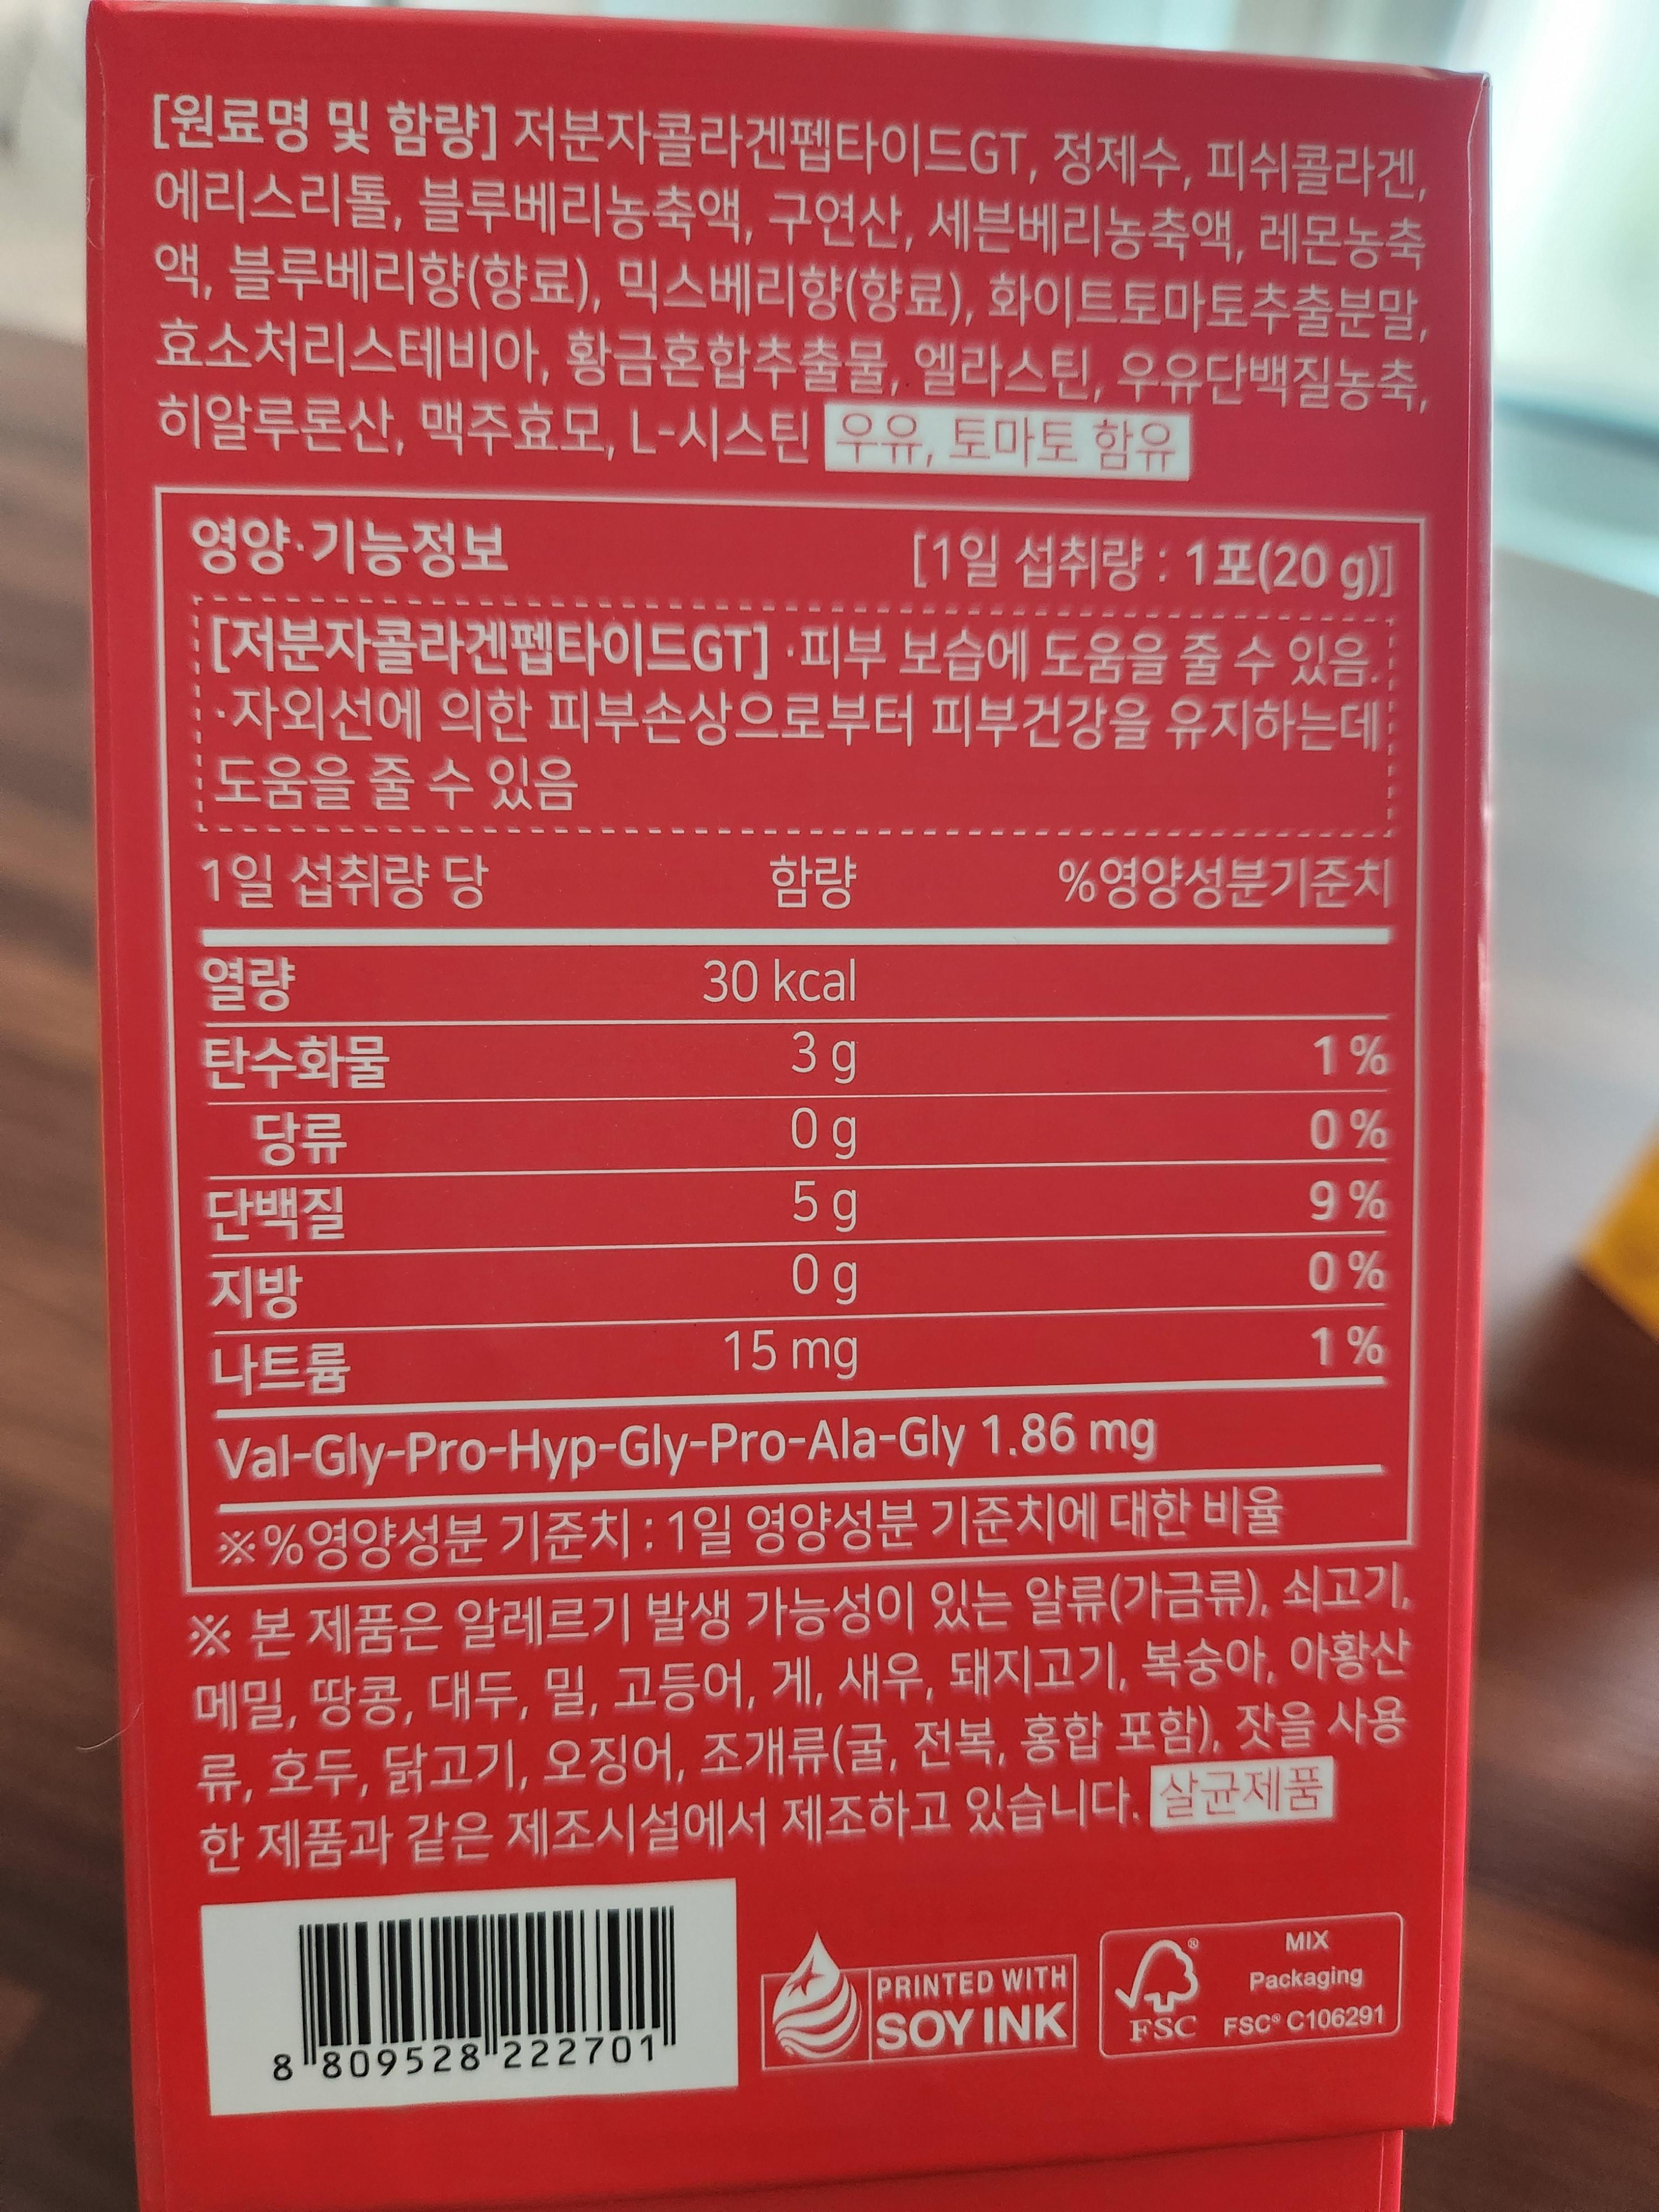 [원료명 및 함량] 저분자콜라겐펩타이드GT, 정제수, 피쉬콜라겐,
에리스리톨, 블루베리농축액, 구연산, 세븐베리농축액, 레몬농축
액, 블루베리향(향료), 믹스베리향(향료), 화이트토마토추출분말,
효소처리스테비아, 황금혼합추출물, 엘라스틴, 우유단백질농축,
히알루론산, 맥주효모, L-시스틴 우유, 토마토 함유
영양·기능정보 [1일 섭취량 : 1포(20 g)]
[저분자콜라겐펩타이드GT] ·피부 보습에 도움을 줄 수 있음.
·자외선에 의한 피부손상으로부터 피부건강을 유지하는데
도움을 줄 수 있음
1일 섭취량 당 함량 %영양성분기준치
열량 30 kcal
탄수화물 3 g 1 %
당류 0 g 0 %
단백질 5 g 9 %
지방 0 g 0 %
나트륨 15 mg 1 %
Val-Gly-Pro-Hyp-Gly-Pro-Ala-Gly 1.86 mg
※%영양성분 기준치 : 1일 영양성분 기준치에 대한 비율
※ 본 제품은 알레르기 발생 가능성이 있는 알류(가금류), 쇠고기,
메밀, 땅콩, 대두, 밀, 고등어, 게, 새우, 돼지고기, 복숭아, 아황산
류, 호두, 닭고기, 오징어, 조개류(굴, 전복, 홍합 포함), 잣을 사용
한 제품과 같은 제조시설에서 제조하고 있습니다. 살균제품
8 809528 222701
PRINTED WITH
SOY INK
FSC
®
MIX
Packaging
FSC® C106291